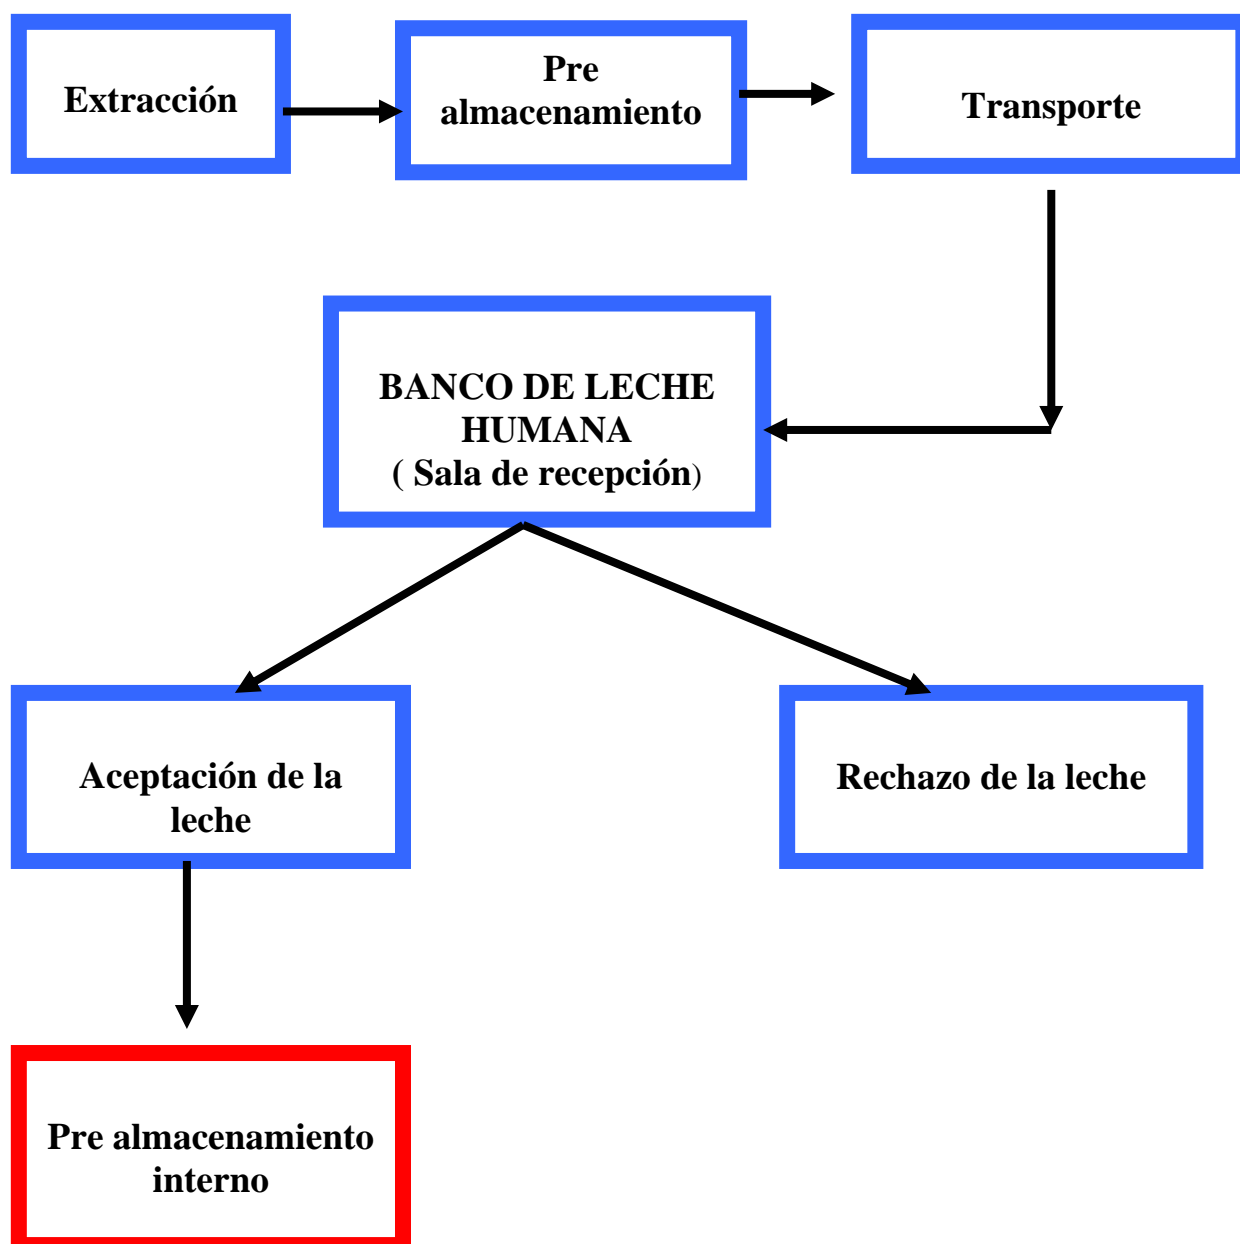 Extracción
Pre
almacenamiento
Transporte
BANCO DE LECHE
HUMANA
( Sala de recepción)
Aceptación de la
leche
Rechazo de la leche
Pre almacenamiento
interno